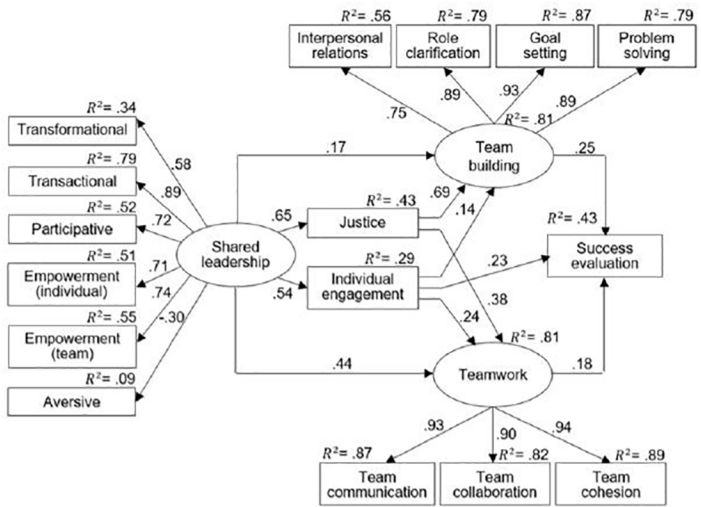 R² = .56
R² = .79
R² = .87
R² = .79
Interpersonal
relations
Role
clarification
Goal
setting
Problem
solving
.75
.89
.93
.89
R² = .34
Transformational
R² = .79
Transactional
R² = .52
Participative
R² = .51
Empowerment
(individual)
R² = .55
Empowerment
(team)
R² = .09
Aversive
.58
.89
.72
.71
.74
-.30
Shared
leadership
.17
.65
.54
.44
R² = .43
Justice
R² = .29
Individual
engagement
.69
.14
.23
.38
.24
R² = .81
Team
building
.25
R² = .43
Success
evaluation
R² = .81
Teamwork
.18
.93
.90
.94
R² = .87
Team
communication
R² = .82
Team
collaboration
R² = .89
Team
cohesion